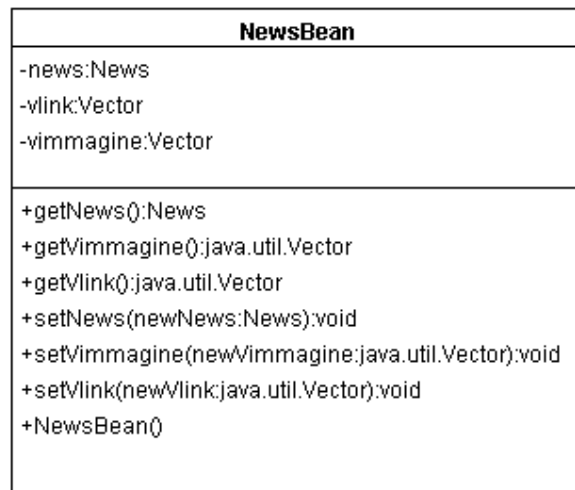 NewsBean
-news:News
-vlink:Vector
-vimmagine:Vector
+getNews():News
+getVimmagine():java.util.Vector
+getVlink():java.util.Vector
+setNews(newNews:News):void
+setVimmagine(newVimmagine:java.util.Vector):void
+setVlink(newVlink:java.util.Vector):void
+NewsBean()